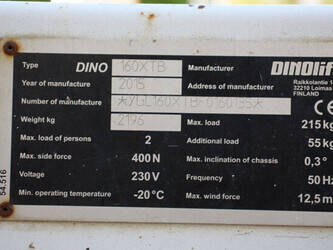 Type DINO 160XTB Manufacturer DINOlift
Year of manufacture 2015 Address of manufacturer Raikkolantie
32210 Loimaa
FINLAND
Number of manufacture CE
Weight kg 2196 Max. load 215 kg
Max. load of persons 2 Additional load 55 kg
Max. side force 400 N Max. inclination of chassis 0,3°
Voltage 230 V Frequency 50 Hz
Min. operating temperature -20°C Max. wind force 12,5 m
54.516